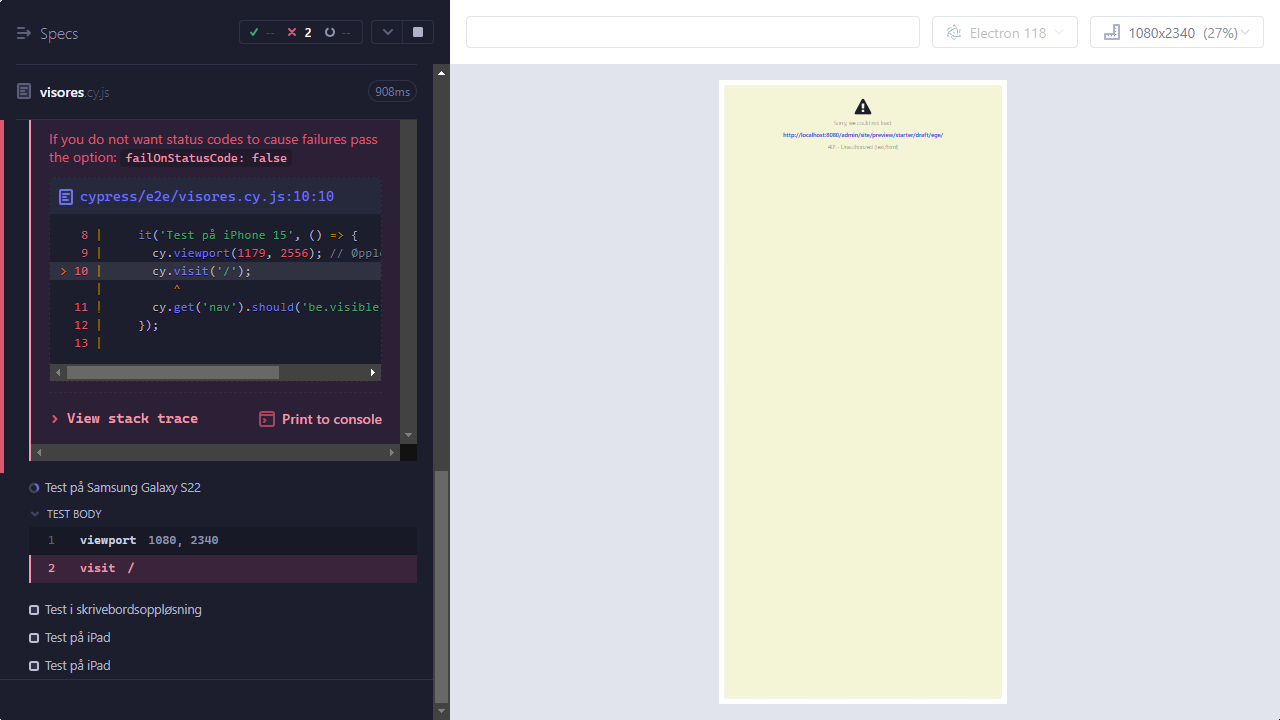 Specs
-- 2 --
Electron 118
1080x2340 (27%)
visores.cy.js
908ms
If you do not want status codes to cause failures pass
the option: failOnStatusCode: false
cypress/e2e/visores.cy.js:10:10
8 | it('Test på iPhone 15', () => {
9 | cy.viewport(1179, 2556); // Øppl
> 10 | cy.visit('/');
| ^
11 | cy.get('nav').should('be.visible
12 | });
13 |
> View stack trace
Print to console
Test på Samsung Galaxy S22
TEST BODY
1 viewport 1080, 2340
2 visit /
Test i skrivebordsoppløsning
Test på iPad
Test på iPad
Sorry, we could not load:
http://localhost:8080/admin/site/preview/starter/draft/ege/
401 - Unauthorized (text/html)